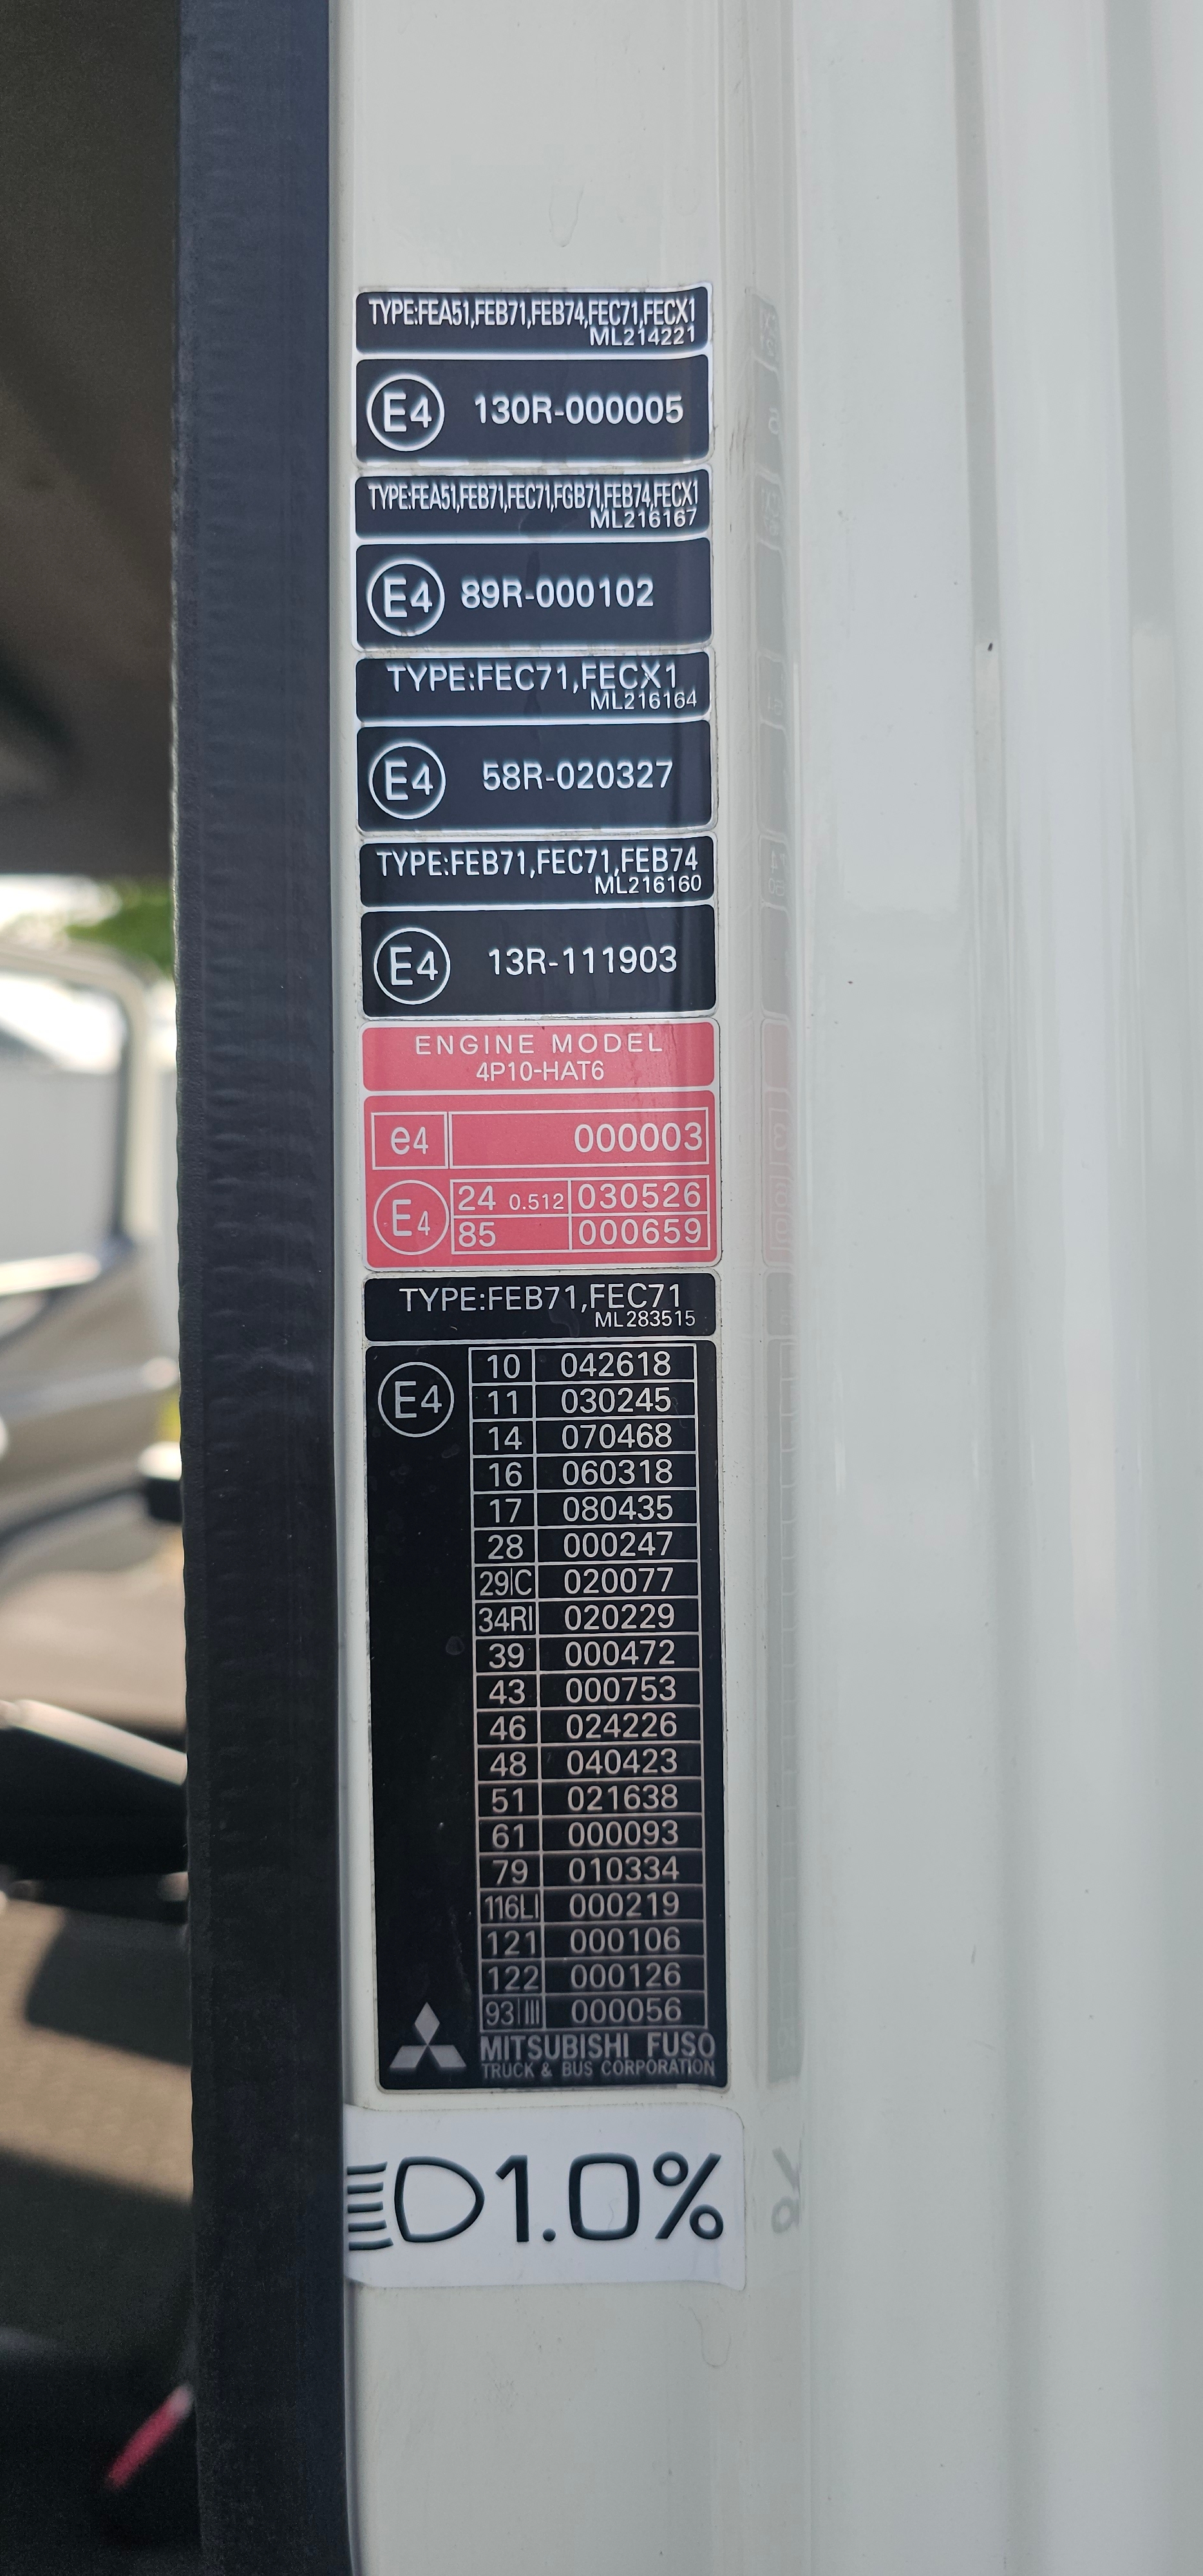 TYPE:FEA51,FEB71,FEB74,FEC71,FECX1
ML214221
E4 130R-000005
TYPE:FEA51,FEB71,FEC71,FGB71,FEB74,FECX1
ML216167
E4 89R-000102
TYPE:FEC71,FECX1
ML216164
E4 58R-020327
TYPE:FEB71,FEC71,FEB74
ML216160
E4 13R-111903
ENGINE MODEL
4P10-HAT6
e4 000003
E4 24 0.512 030526
85 000659
TYPE:FEB71,FEC71
ML283515
E4 10 042618
11 030245
14 070468
16 060318
17 080435
28 000247
29|C 020077
34RI 020229
39 000472
43 000753
46 024226
48 040423
51 021638
61 000093
79 010334
116LI 000219
121 000106
122 000126
93|III 000056
MITSUBISHI FUSO
TRUCK & BUS CORPORATION
1.0%